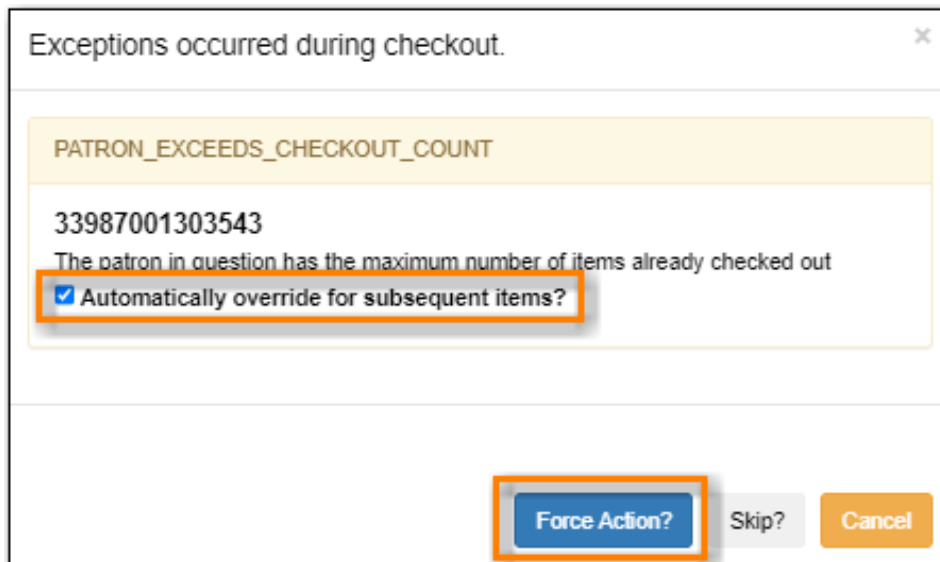 Exceptions occurred during checkout.
×
PATRON_EXCEEDS_CHECKOUT_COUNT
33987001303543
The patron in question has the maximum number of items already checked out
Automatically override for subsequent items?
Force Action? Skip? Cancel